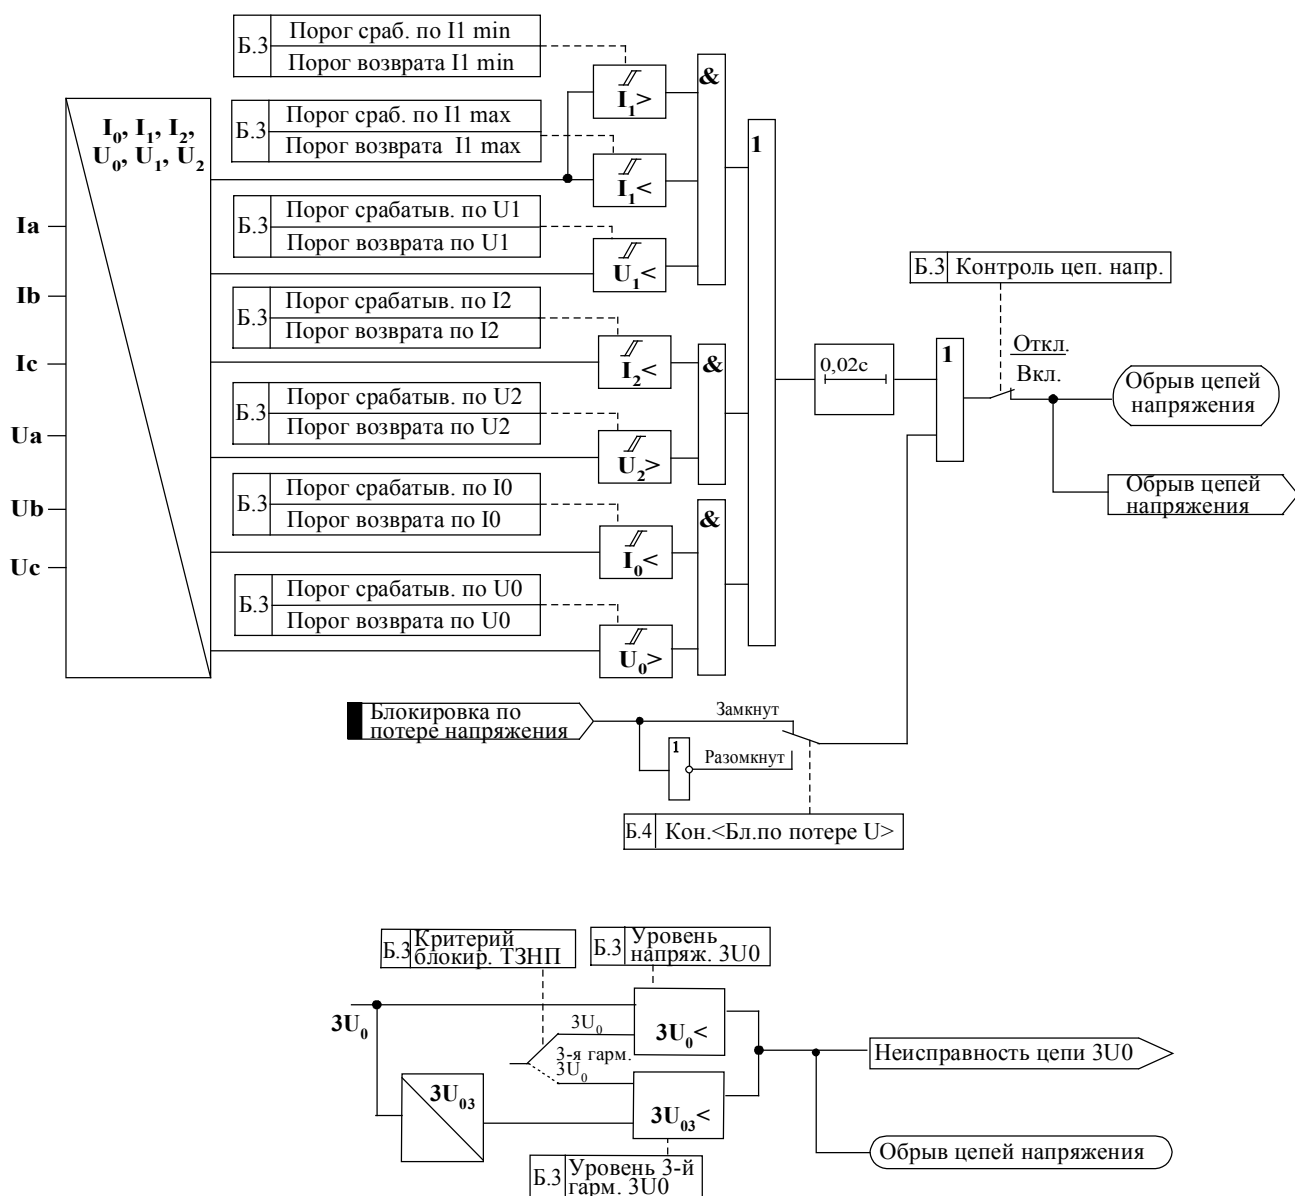 Б.3
Порог сраб. по I1 min
Порог возврата I1 min
Б.3
Порог сраб. по I1 max
Порог возврата I1 max
Б.3
Порог срабатыв. по U1
Порог возврата по U1
Б.3
Порог срабатыв. по I2
Порог возврата по I2
Б.3
Порог срабатыв. по U2
Порог возврата по U2
Б.3
Порог срабатыв. по I0
Порог возврата по I0
Б.3
Порог срабатыв. по U0
Порог возврата по U0
I0, I1, I2,
U0, U1, U2
Ia
Ib
Ic
Ua
Ub
Uc
I1>
I1<
U1<
I2<
U2>
I0<
U0>
&
&
&
1
0,02с
1
Б.3 Контроль цеп. напр.
Откл.
Вкл.
Обрыв цепей
напряжения
Обрыв цепей
напряжения
Блокировка по
потере напряжения
Замкнут
1
Разомкнут
Б.4 Кон.<Бл.по потере U>
Б.3 Критерий
блокир. ТЗНП
Б.3 Уровень
напряж. 3U0
3U0
3U0
3-я гарм.
3U0
3U0<
3U03
3U03<
Б.3 Уровень 3-й
гарм. 3U0
Неисправность цепи 3U0
Обрыв цепей напряжения